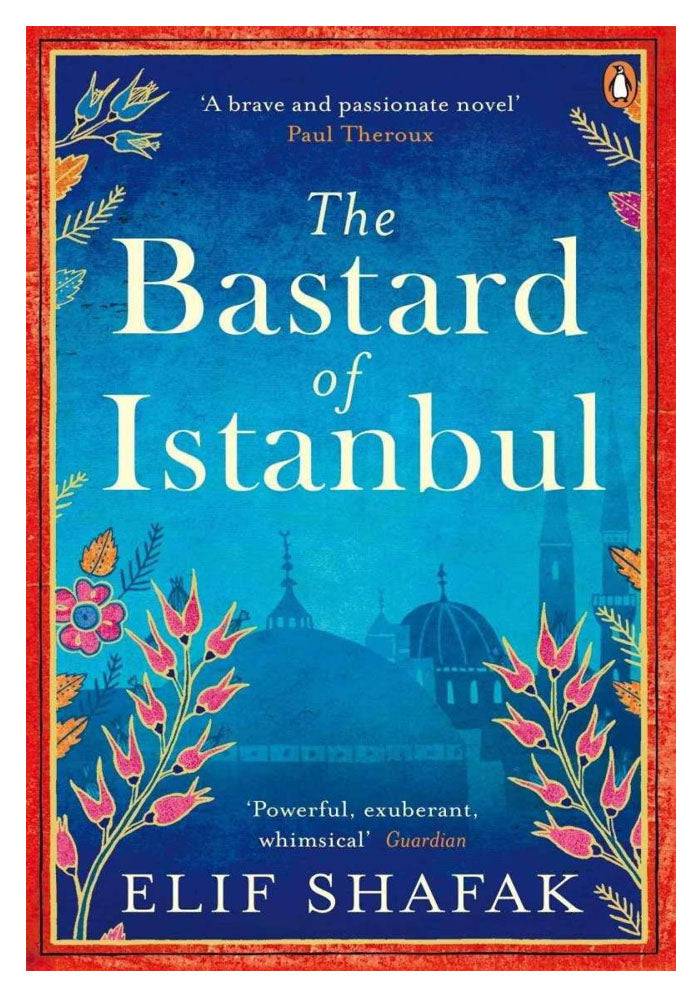 ‘A brave and passionate novel’
Paul Theroux
The
Bastard
of
Istanbul
‘Powerful, exuberant,
whimsical’ Guardian
ELIF SHAFAK